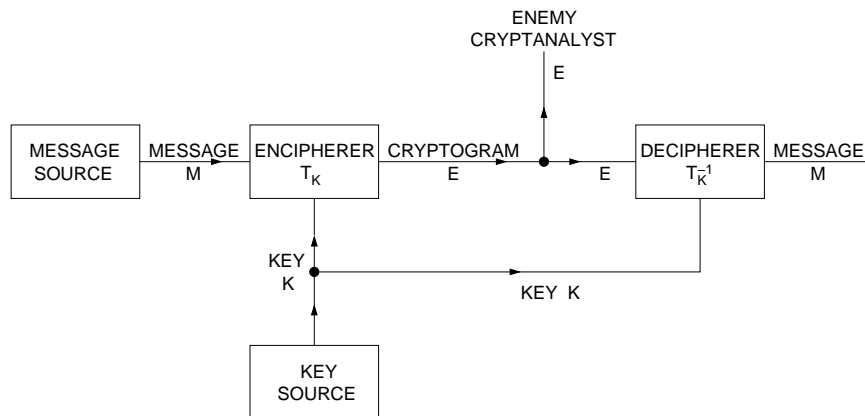 ENEMY
CRYPTANALYST
E
MESSAGE
SOURCE
MESSAGE
M
ENCIPHERER
T_K
CRYPTOGRAM
E
E
DECIPHERER
T_K^-1
MESSAGE
M
KEY
K
KEY K
KEY
SOURCE